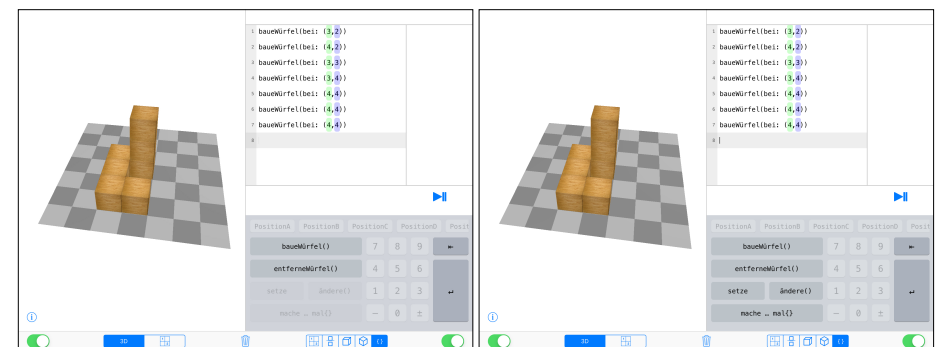 1 baueWürfel(bei: (3,2))
2 baueWürfel(bei: (4,2))
3 baueWürfel(bei: (3,3))
4 baueWürfel(bei: (3,4))
5 baueWürfel(bei: (4,4))
6 baueWürfel(bei: (4,4))
7 baueWürfel(bei: (4,4))
8
PositionA PositionB PositionC PositionD Posit
baueWürfel() 7 8 9
entferneWürfel() 4 5 6
setze ändere() 1 2 3
mache … mal{} – 0 ±
3D
()
1 baueWürfel(bei: (3,2))
2 baueWürfel(bei: (4,2))
3 baueWürfel(bei: (3,3))
4 baueWürfel(bei: (3,4))
5 baueWürfel(bei: (4,4))
6 baueWürfel(bei: (4,4))
7 baueWürfel(bei: (4,4))
8
PositionA PositionB PositionC PositionD Posit
baueWürfel() 7 8 9
entferneWürfel() 4 5 6
setze ändere() 1 2 3
mache … mal{} – 0 ±
3D
()